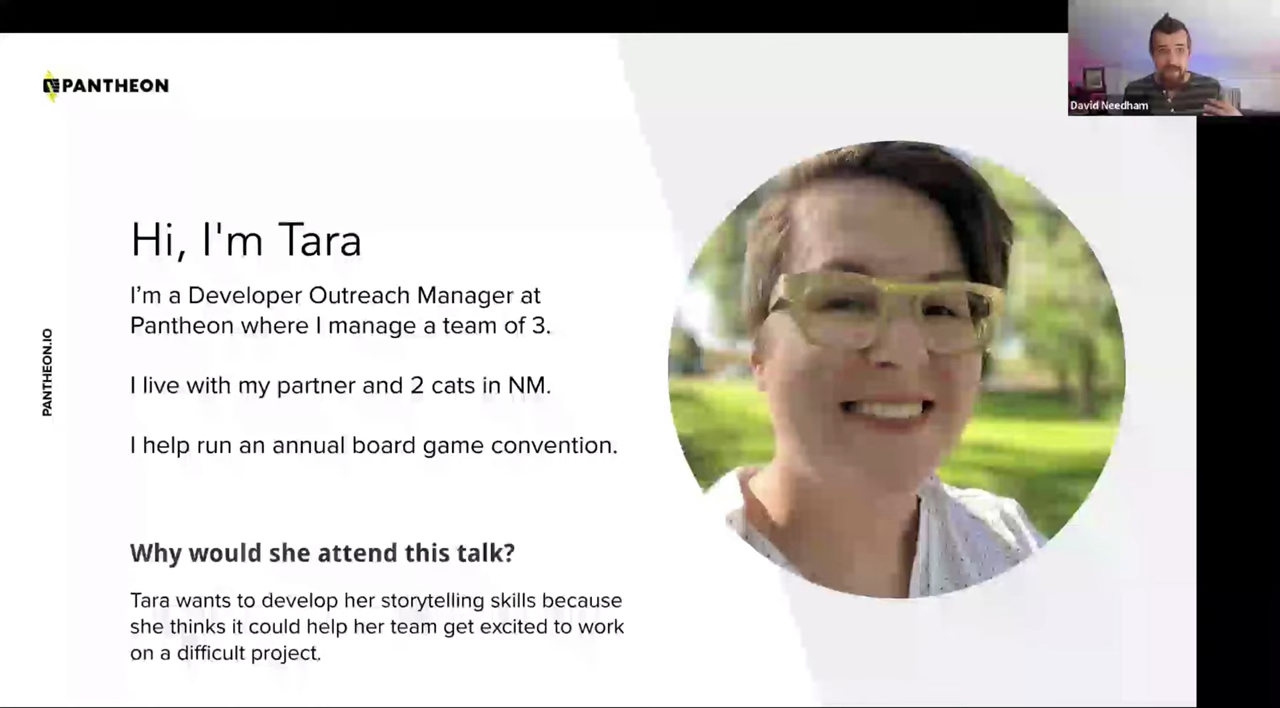 PANTHEON
David Needham
Hi, I'm Tara
I’m a Developer Outreach Manager at
Pantheon where I manage a team of 3.
I live with my partner and 2 cats in NM.
I help run an annual board game convention.
PANTHEON.IO
Why would she attend this talk?
Tara wants to develop her storytelling skills because
she thinks it could help her team get excited to work
on a difficult project.